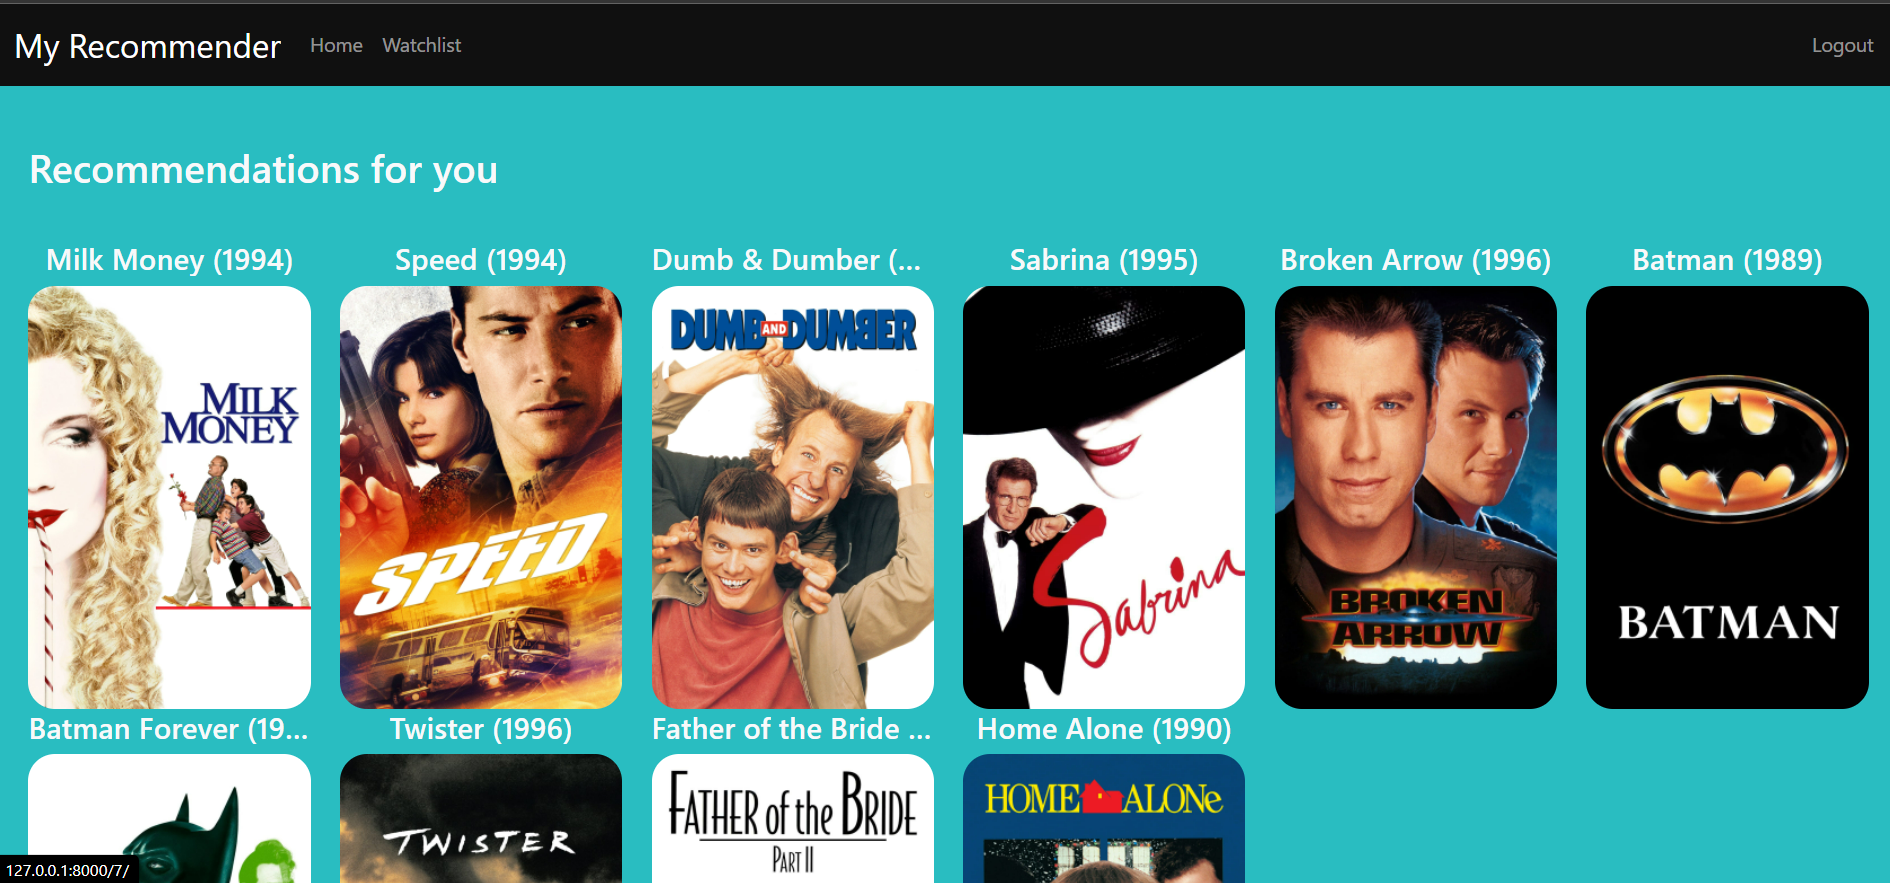 My Recommender Home Watchlist Logout
Recommendations for you
Milk Money (1994) Speed (1994) Dumb & Dumber (... Sabrina (1995) Broken Arrow (1996) Batman (1989)
MILK
MONEY
SPEED
DUMB AND DUMBER
Sabrina
BROKEN
ARROW
BATMAN
Batman Forever (19... Twister (1996) Father of the Bride ... Home Alone (1990)
TWISTER
FATHER of the BRIDE
PART II
HOME ALONe
127.0.0.1:8000/7/